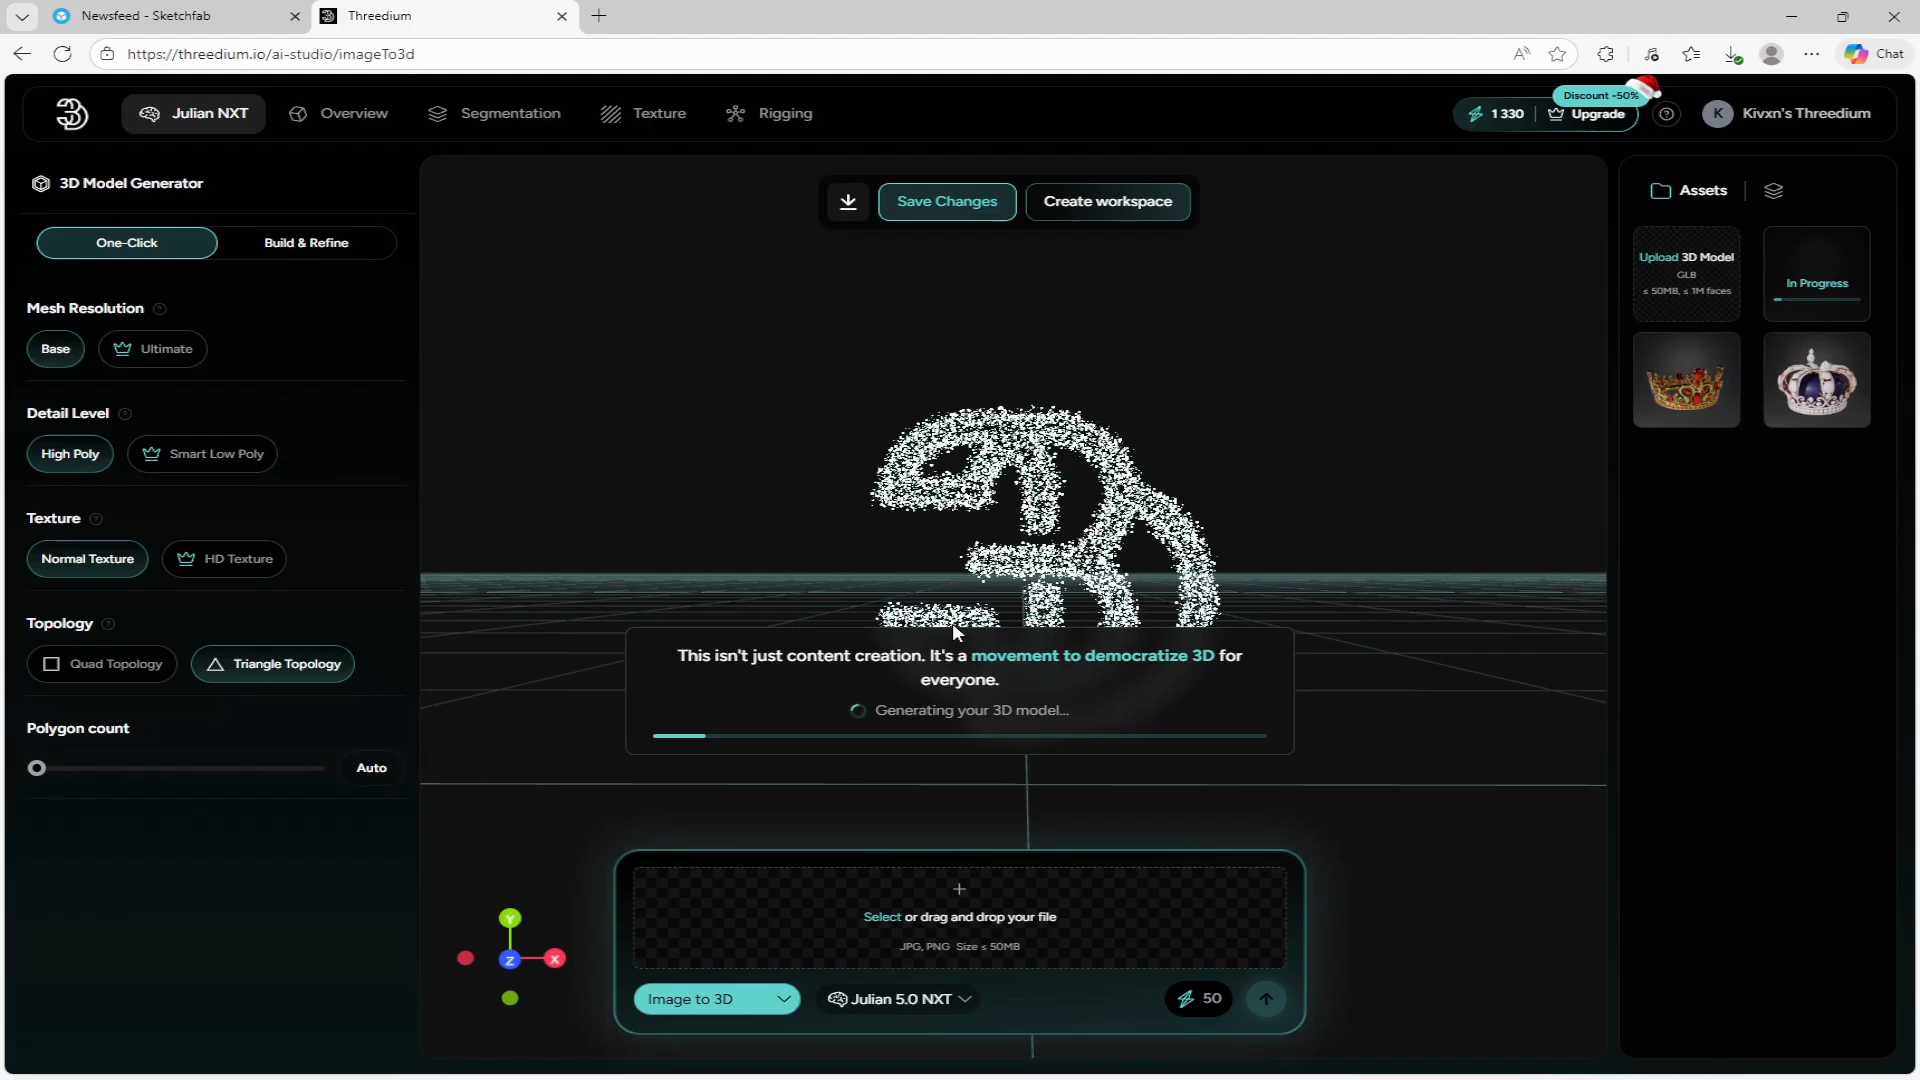 Newsfeed - Sketchfab
Threedium
https://threedium.io/ai-studio/imageTo3d
Chat
Julian NXT
Overview
Segmentation
Texture
Rigging
Discount -50%
1 330
Upgrade
K
Kivxn's Threedium
3D Model Generator
One-Click
Build & Refine
Mesh Resolution
Base
Ultimate
Detail Level
High Poly
Smart Low Poly
Texture
Normal Texture
HD Texture
Topology
Quad Topology
Triangle Topology
Polygon count
Auto
Save Changes
Create workspace
This isn't just content creation. It's a movement to democratize 3D for
everyone.
Generating your 3D model...
Y
Z
X
Select or drag and drop your file
JPG, PNG Size ≤ 50MB
Image to 3D
Julian 5.0 NXT
50
Assets
Upload 3D Model
GLB
≤ 50MB, ≤ 1M faces
In Progress